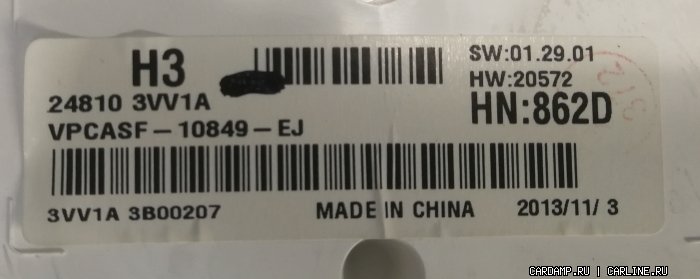 H3
SW:01.29.01
24810 3VV1A
HW:20572
VPCASF-10849-EJ
HN:862D
3VV1A 3B00207 MADE IN CHINA 2013/11/ 3
CARDAMP.RU | CARLINE.RU